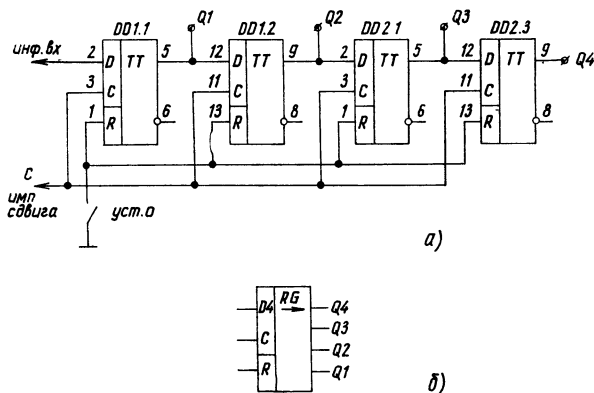 DD1.1 Q1 DD1.2 Q2 DD2 1 Q3 DD2.3
инф.вх 2 D TT 5 12 D TT 9 2 D TT 5 12 D TT 9 Q4
3 C 11 C 3 C 11 C
1 R 6 13 R 8 1 R 6 13 R 8
C
имп
сдвига
уст.о
а)
D4 RG Q4
C Q3
Q2
R Q1
б)